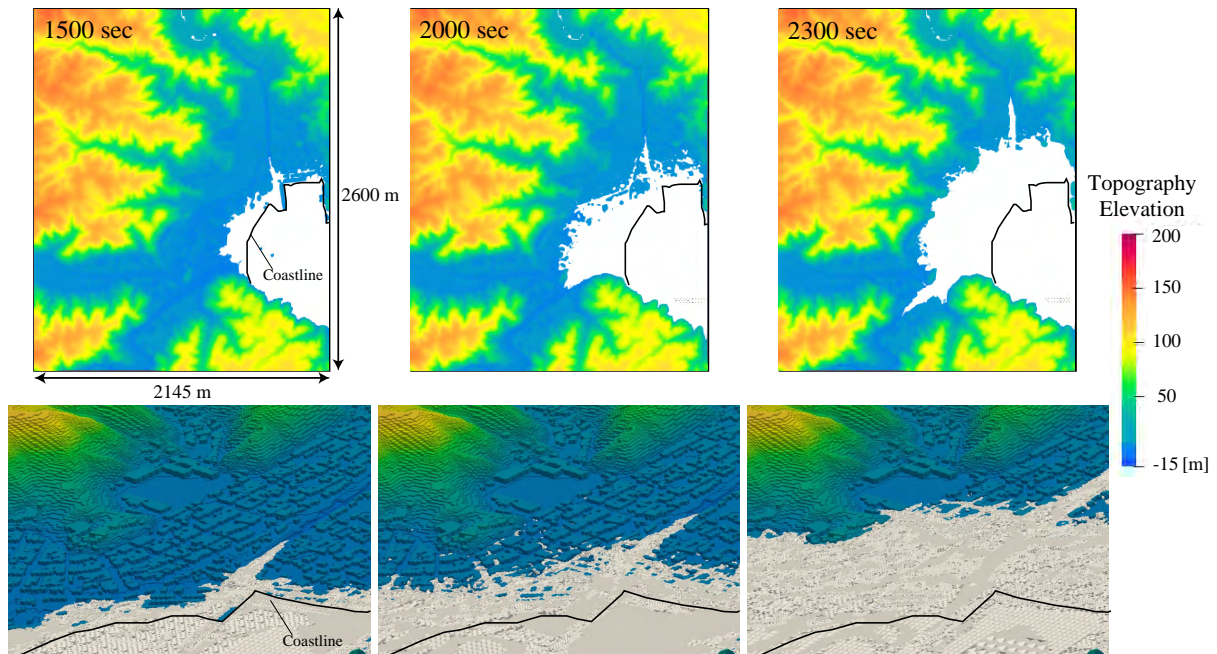 1500 sec
2000 sec
2300 sec
2600 m
Coastline
2145 m
Topography
Elevation
200
150
100
50
-15 [m]
Coastline